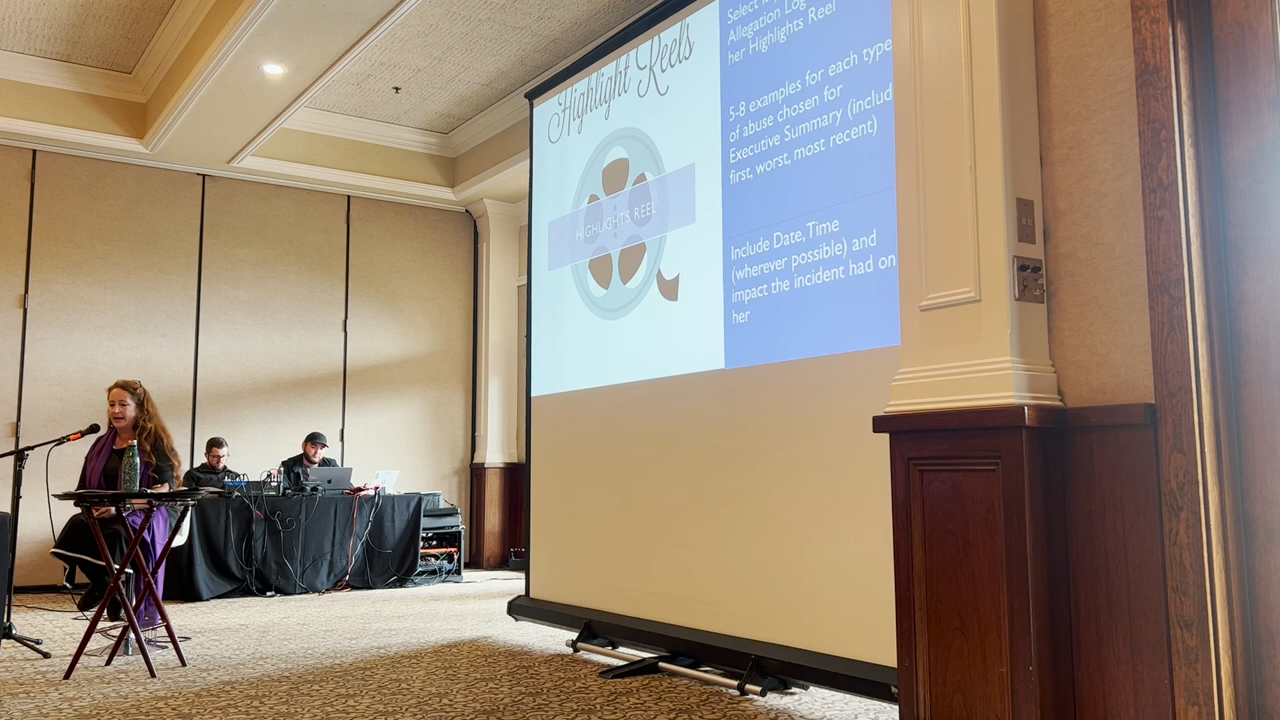 Highlight Reels
HIGHLIGHTS REEL
Select
Allegation Log
her Highlights Reel
5-8 examples for each type
of abuse chosen for
Executive Summary (includ
first, worst, most recent)
Include Date, Time
(wherever possible) and
impact the incident had on
her